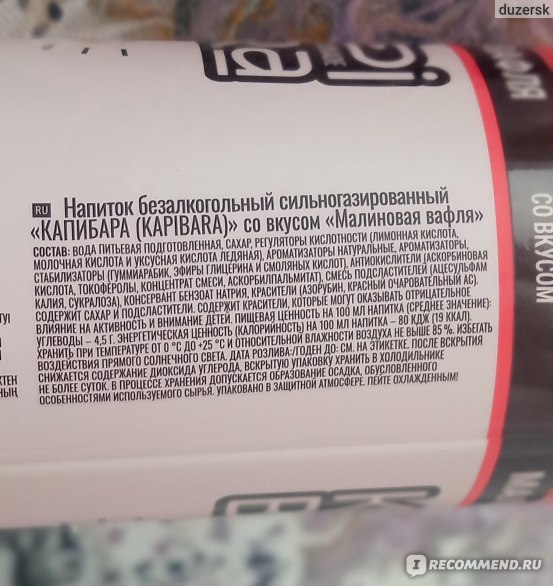 duzersk
RU Напиток безалкогольный сильногазированный
«КАПИБАРА (KAPIBARA)» со вкусом «Малиновая вафля»
СОСТАВ: ВОДА ПИТЬЕВАЯ ПОДГОТОВЛЕННАЯ, САХАР, РЕГУЛЯТОРЫ КИСЛОТНОСТИ (ЛИМОННАЯ КИСЛОТА,
МОЛОЧНАЯ КИСЛОТА И УКСУСНАЯ КИСЛОТА ЛЕДЯНАЯ), АРОМАТИЗАТОРЫ НАТУРАЛЬНЫЕ, АРОМАТИЗАТОРЫ,
СТАБИЛИЗАТОРЫ (ГУММИАРАБИК, ЭФИРЫ ГЛИЦЕРИНА И СМОЛЯНЫХ КИСЛОТ), АНТИОКИСЛИТЕЛИ (АСКОРБИНОВАЯ
КИСЛОТА, ТОКОФЕРОЛЫ, КОНЦЕНТРАТ СМЕСИ, АСКОРБИЛПАЛЬМИТАТ), СМЕСЬ ПОДСЛАСТИТЕЛЕЙ (АЦЕСУЛЬФАМ
КАЛИЯ, СУКРАЛОЗА), КОНСЕРВАНТ БЕНЗОАТ НАТРИЯ, КРАСИТЕЛИ (АЗОРУБИН, КРАСНЫЙ ОЧАРОВАТЕЛЬНЫЙ АС).
СОДЕРЖИТ САХАР И ПОДСЛАСТИТЕЛИ. СОДЕРЖИТ КРАСИТЕЛИ, КОТОРЫЕ МОГУТ ОКАЗЫВАТЬ ОТРИЦАТЕЛЬНОЕ
ВЛИЯНИЕ НА АКТИВНОСТЬ И ВНИМАНИЕ ДЕТЕЙ. ПИЩЕВАЯ ЦЕННОСТЬ НА 100 МЛ НАПИТКА (СРЕДНЕЕ ЗНАЧЕНИЕ):
УГЛЕВОДЫ – 4,5 Г. ЭНЕРГЕТИЧЕСКАЯ ЦЕННОСТЬ (КАЛОРИЙНОСТЬ) НА 100 МЛ НАПИТКА – 80 КДЖ (19 ККАЛ).
ХРАНИТЬ ПРИ ТЕМПЕРАТУРЕ ОТ 0 °С ДО +25 °С И ОТНОСИТЕЛЬНОЙ ВЛАЖНОСТИ ВОЗДУХА НЕ ВЫШЕ 85 %. ИЗБЕГАТЬ
ВОЗДЕЙСТВИЯ ПРЯМОГО СОЛНЕЧНОГО СВЕТА. ДАТА РОЗЛИВА:/ГОДЕН ДО: СМ. НА ЭТИКЕТКЕ. ПОСЛЕ ВСКРЫТИЯ
СНИЖАЕТСЯ СОДЕРЖАНИЕ ДИОКСИДА УГЛЕРОДА, ВСКРЫТУЮ УПАКОВКУ ХРАНИТЬ В ХОЛОДИЛЬНИКЕ
НЕ БОЛЕЕ СУТОК. В ПРОЦЕССЕ ХРАНЕНИЯ ДОПУСКАЕТСЯ ОБРАЗОВАНИЕ ОСАДКА, ОБУСЛОВЛЕННОГО
ОСОБЕННОСТЯМИ ИСПОЛЬЗУЕМОГО СЫРЬЯ. УПАКОВАНО В ЗАЩИТНОЙ АТМОСФЕРЕ. ПЕЙТЕ ОХЛАЖДЕННЫМ!
СО ВКУСОМ
IRECOMMEND.RU